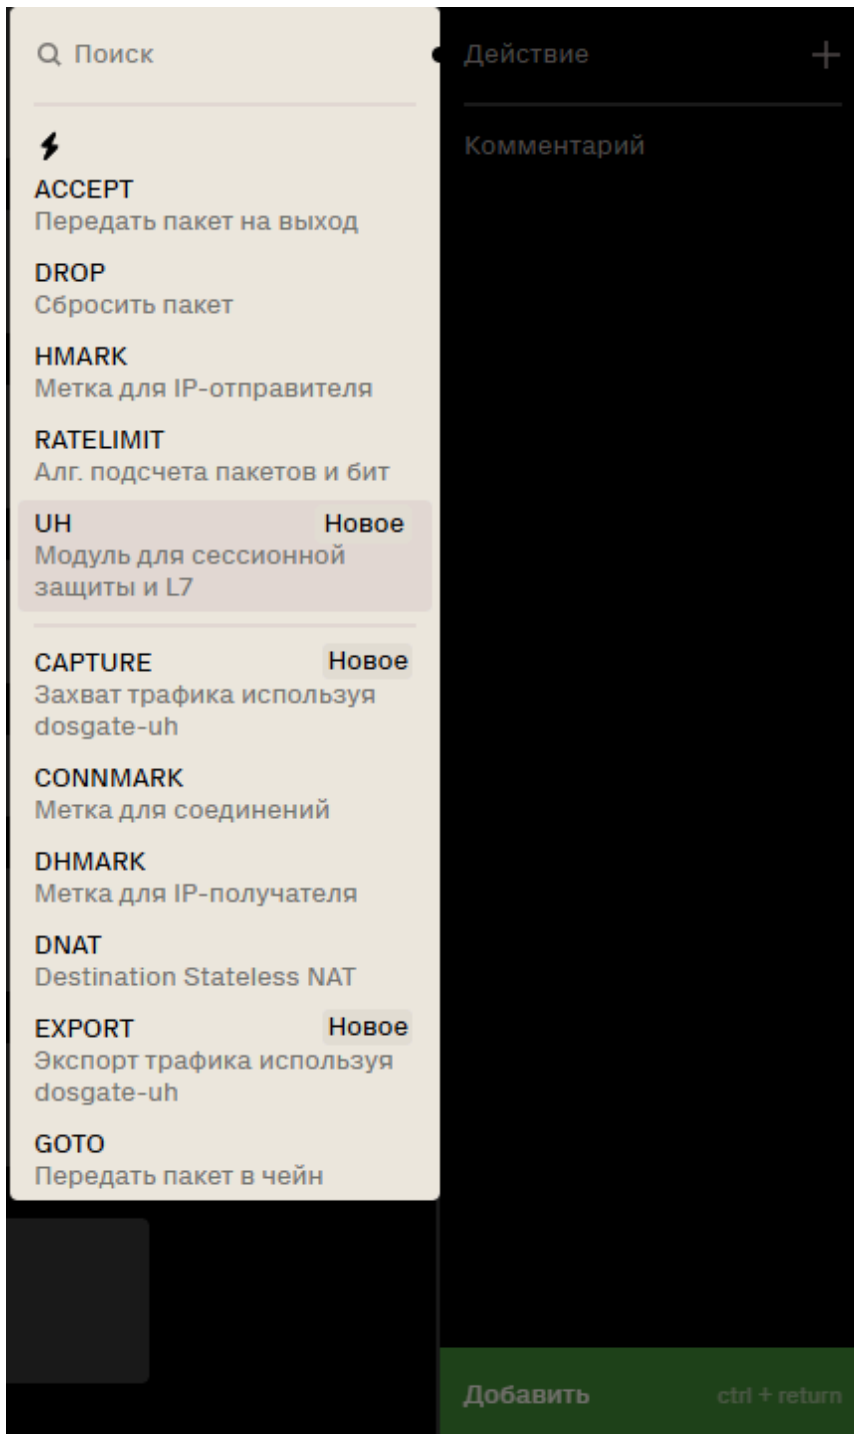 Поиск
ACCEPT
Передать пакет на выход
DROP
Сбросить пакет
HMARK
Метка для IP-отправителя
RATELIMIT
Алг. подсчета пакетов и бит
UH Новое
Модуль для сессионной
защиты и L7
CAPTURE Новое
Захват трафика используя
dosgate-uh
CONNMARK
Метка для соединений
DHMARK
Метка для IP-получателя
DNAT
Destination Stateless NAT
EXPORT Новое
Экспорт трафика используя
dosgate-uh
GOTO
Передать пакет в чейн
Действие
Комментарий
Добавить ctrl + return